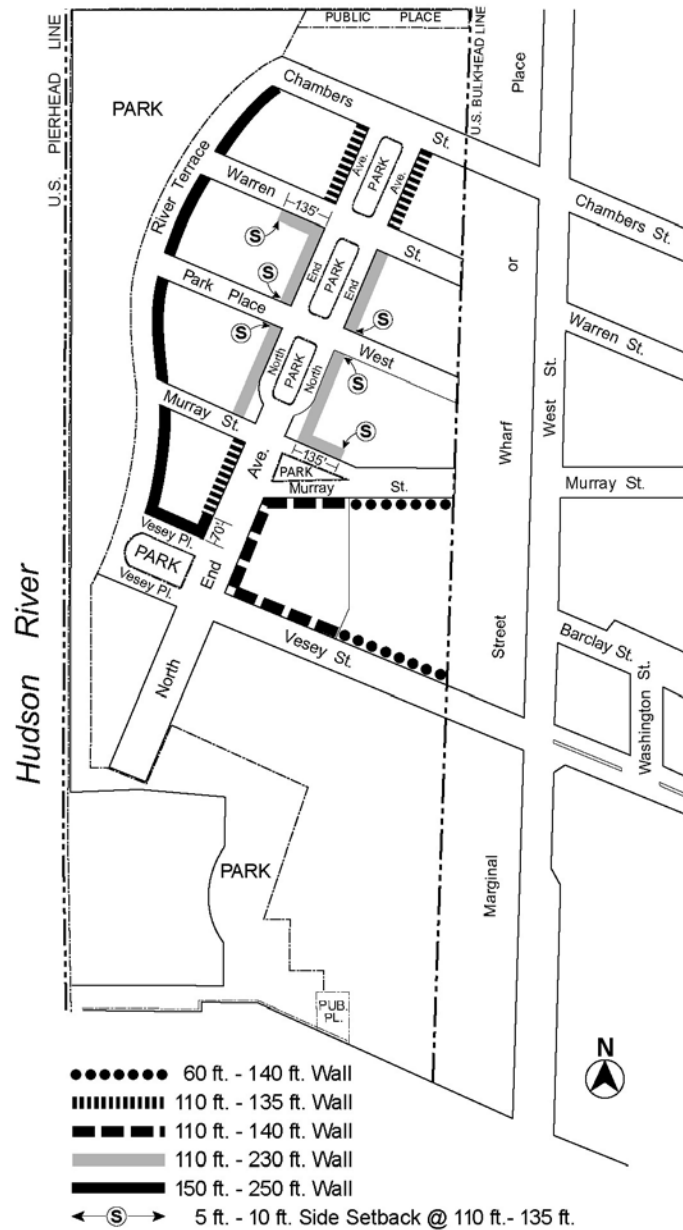 PUBLIC PLACE
U.S. PIERHEAD LINE
U.S. BULKHEAD LINE
Place
PARK
Chambers
St.
Chambers St.
River Terrace
Ave.
PARK
Ave.
Warren
135'
St.
S
or
S
End
PARK
End
Park Place
S
S
Warren St.
West
West St.
S
North
PARK
North
Murray St.
S
Wharf
Ave.
135'
PARK
Murray St.
Murray St.
70'
Vesey Pl.
PARK
Vesey Pl.
End
Hudson River
Vesey St.
Street
Barclay St.
Washington St.
North
PARK
Marginal
PUB.
PL.
N
60 ft. - 140 ft. Wall
110 ft. - 135 ft. Wall
110 ft. - 140 ft. Wall
110 ft. - 230 ft. Wall
150 ft. - 250 ft. Wall
S 5 ft. - 10 ft. Side Setback @ 110 ft.- 135 ft.